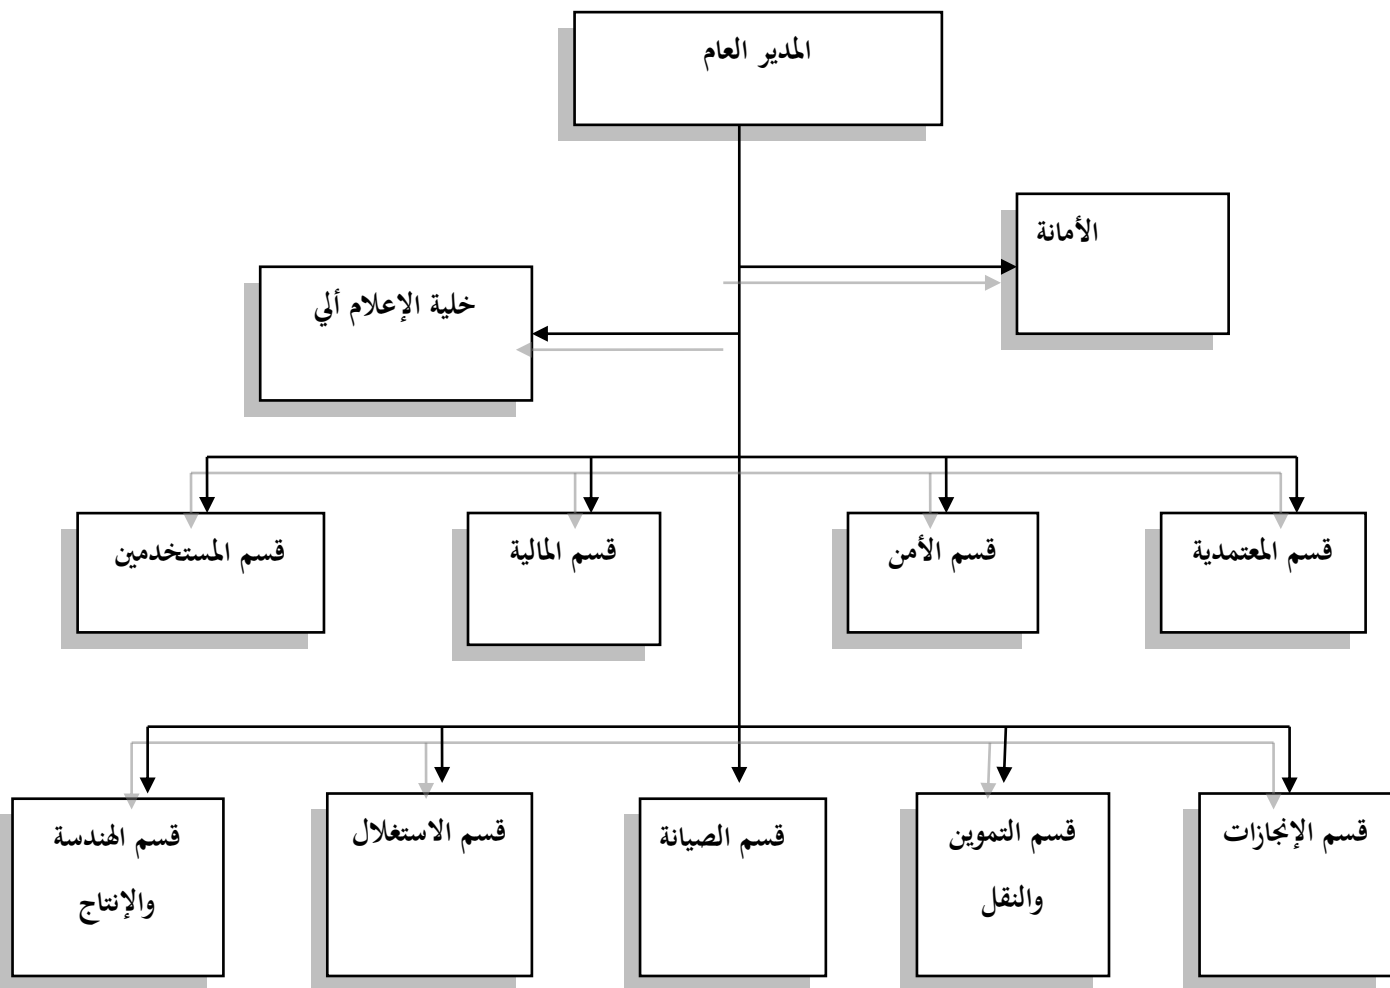 المدير العام
الأمانة
خلية الإعلام ألي
قسم المعتمدية
قسم الأمن
قسم المالية
قسم المستخدمين
قسم الإنجازات
قسم التموين
والنقل
قسم الصيانة
قسم الاستغلال
قسم الهندسة
والإنتاج